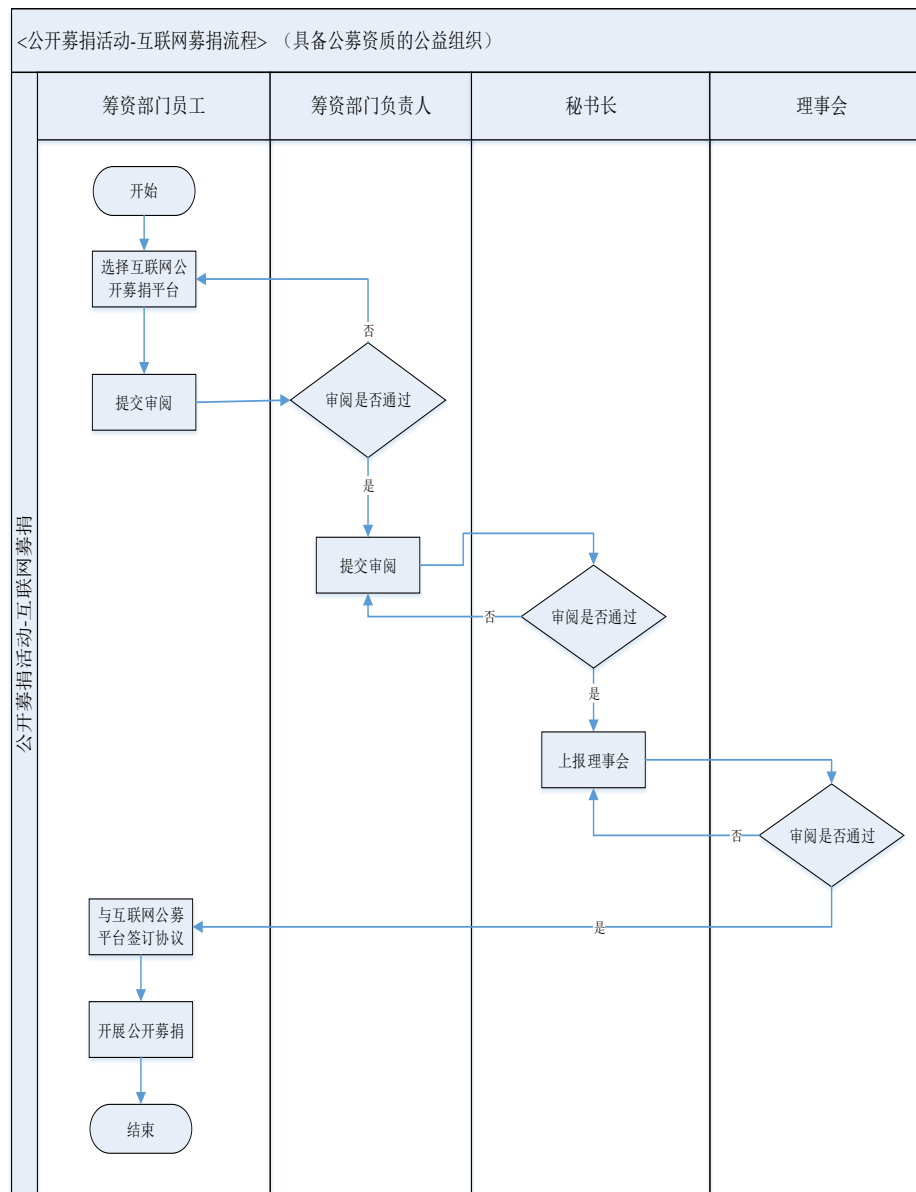 <公开募捐活动-互联网募捐流程> （具备公募资质的公益组织）
筹资部门员工
筹资部门负责人
秘书长
理事会
公开募捐活动-互联网募捐
开始
选择互联网公
开募捐平台
否
提交审阅
审阅是否通过
是
提交审阅
审阅是否通过
否
是
上报理事会
审阅是否通过
否
与互联网公募
平台签订协议
是
开展公开募捐
结束